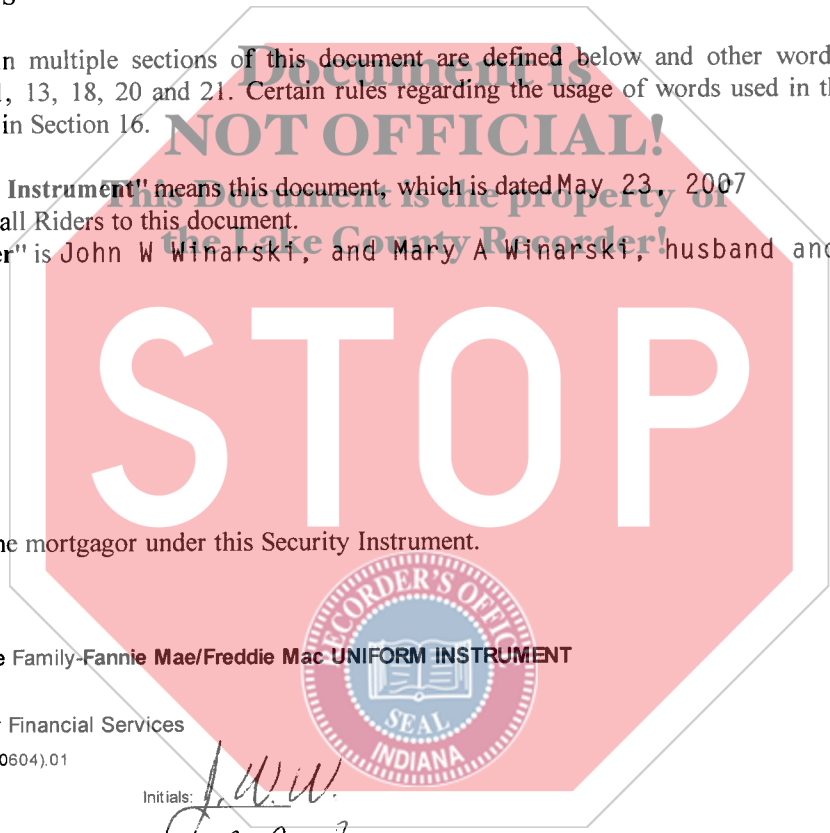 n multiple sections of this document are defined below and other word
, 13, 18, 20 and 21. Certain rules regarding the usage of words used in t
in Section 16.
Document is
NOT OFFICIAL!
This Document is the property of
the Lake County Recorder!
Instrument" means this document, which is dated May 23, 2007
all Riders to this document.
r" is John W Winarski, and Mary A Winarski, husband and
STOP
e mortgagor under this Security Instrument.
RECORDER'S OFFICE
SEAL
INDIANA
e Family-Fannie Mae/Freddie Mac UNIFORM INSTRUMENT
Financial Services
0604).01
Initials: J.W.W.